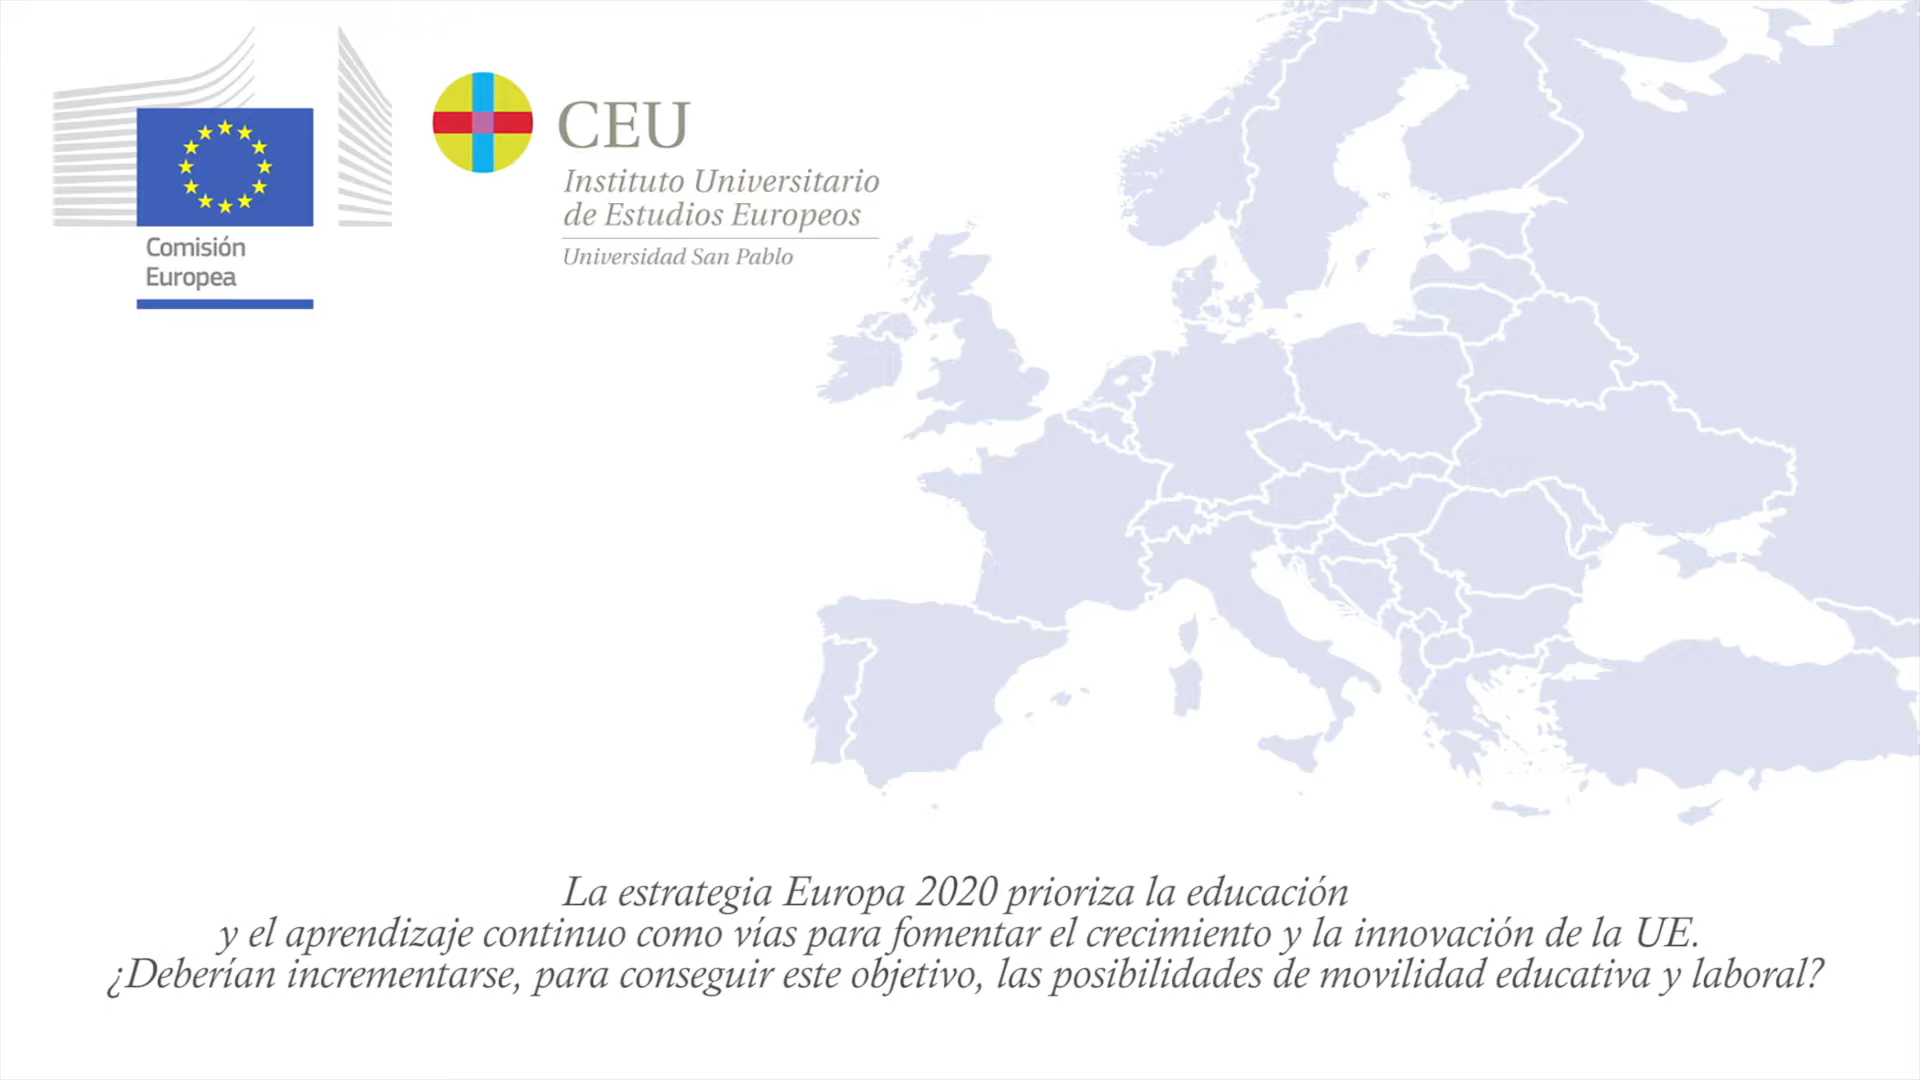 Comisión
Europea
CEU
Instituto Universitario
de Estudios Europeos
Universidad San Pablo
La estrategia Europa 2020 prioriza la educación
y el aprendizaje continuo como vías para fomentar el crecimiento y la innovación de la UE.
¿Deberían incrementarse, para conseguir este objetivo, las posibilidades de movilidad educativa y laboral?